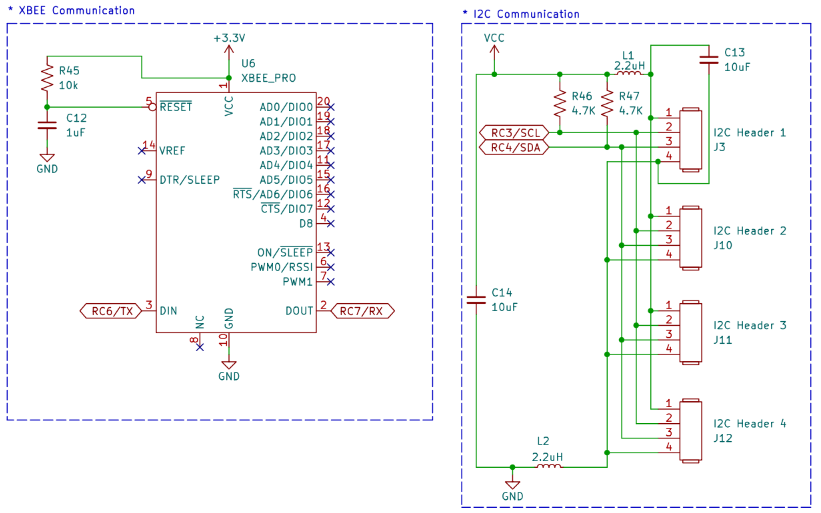 * XBEE Communication
+3.3V
R45
10k
C12
1uF
GND
U6
XBEE_PRO
1
VCC
5 RESET
14 VREF
9 DTR/SLEEP
AD0/DIO0 20
AD1/DIO1 19
AD2/DIO2 18
AD3/DIO3 17
AD4/DIO4 11
AD5/DIO5 15
RTS/AD6/DIO6 16
CTS/DIO7 12
D8 4
ON/SLEEP 13
PWM0/RSSI 6
PWM1 7
RC6/TX 3 DIN
DOUT 2 RC7/RX
NC
8
GND
10
GND
* I2C Communication
VCC
L1
2.2uH
C13
10uF
R46
4.7K
R47
4.7K
RC3/SCL
RC4/SDA
1
2
3
4
I2C Header 1
J3
1
2
3
4
I2C Header 2
J10
C14
10uF
1
2
3
4
I2C Header 3
J11
1
2
3
4
I2C Header 4
J12
L2
2.2uH
GND